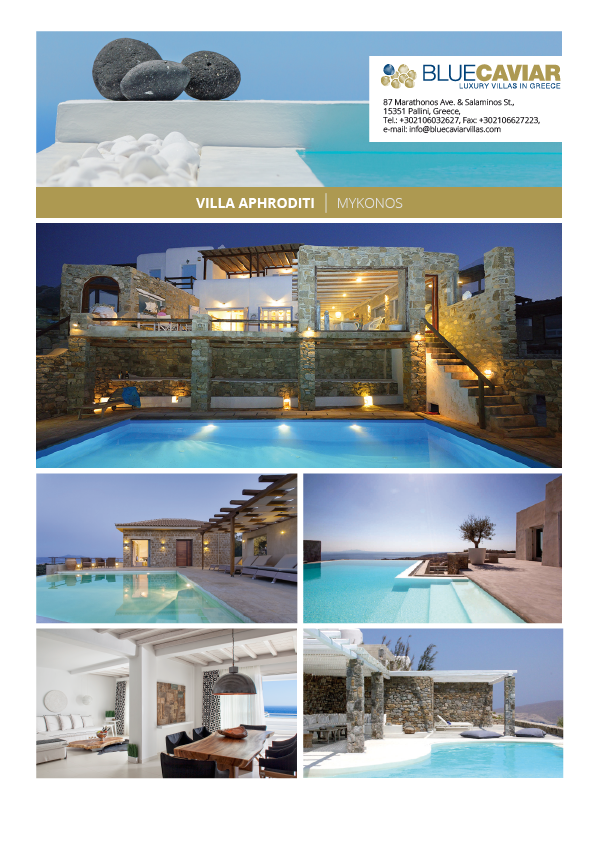 BLUECAVIAR
LUXURY VILLAS IN GREECE
87 Marathonos Ave. & Salaminos St.,
15351 Pallini, Greece,
Tel.: +302106032627, Fax: +302106627223,
e-mail: info@bluecaviarvillas.com
VILLA APHRODITI | MYKONOS